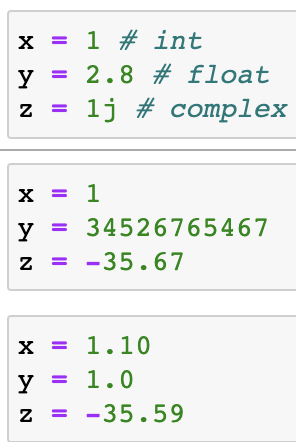 x = 1 # int
y = 2.8 # float
z = 1j # complex
x = 1
y = 34526765467
z = -35.67
x = 1.10
y = 1.0
z = -35.59